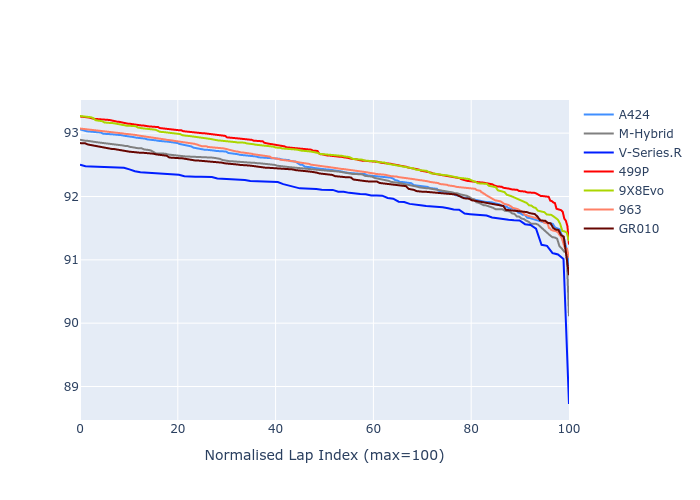 93
92
91
90
89
0 20 40 60 80 100
Normalised Lap Index (max=100)
A424
M-Hybrid
V-Series.R
499P
9X8Evo
963
GR010